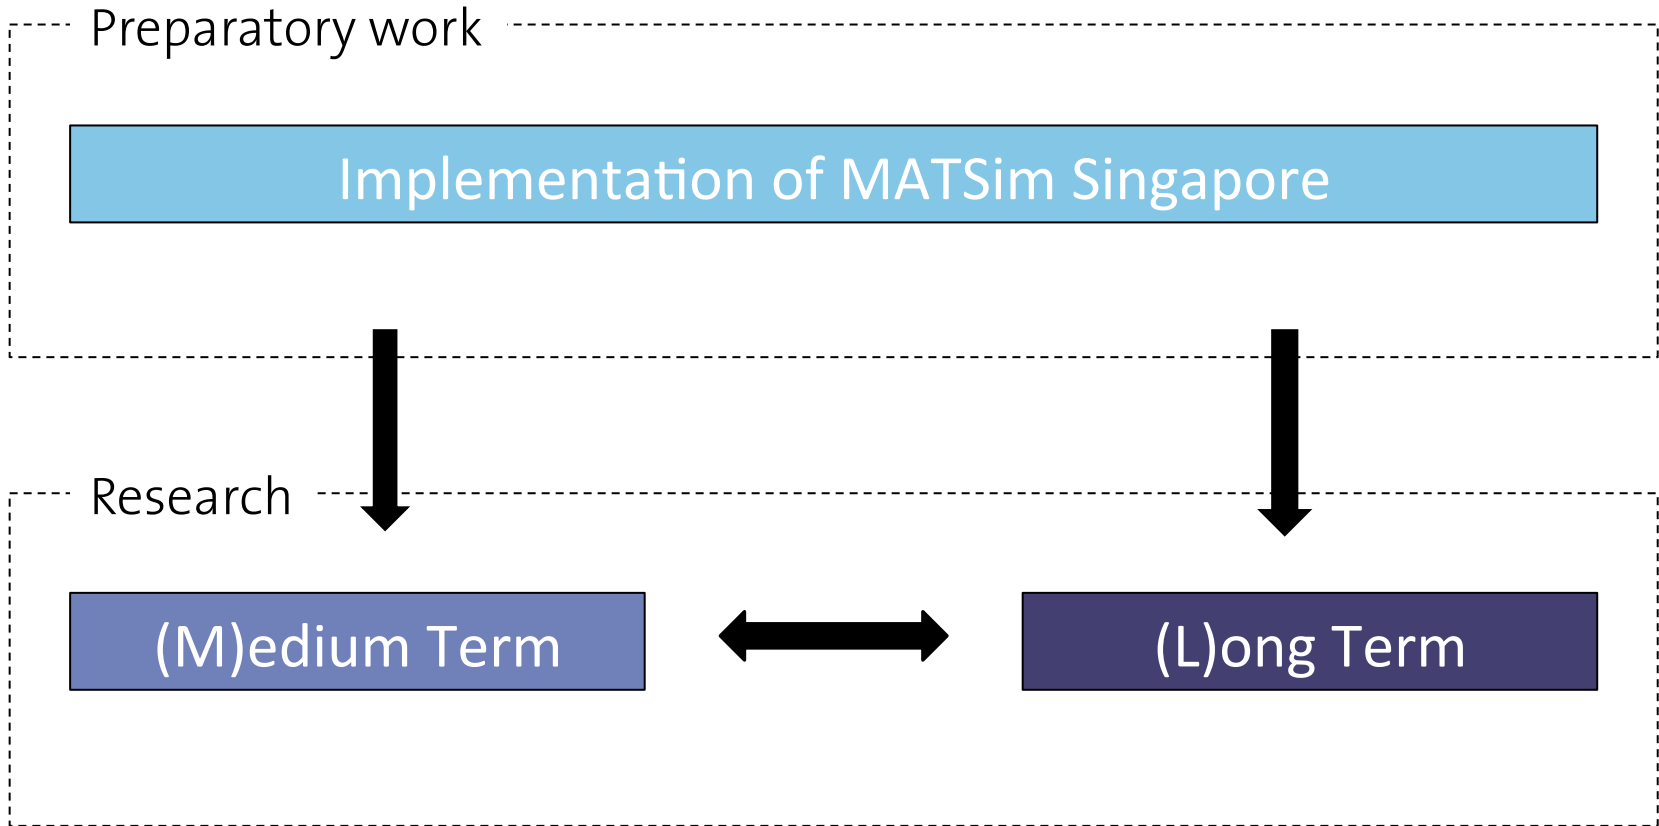 Preparatory work
Implementation of MATSim Singapore
Research
(M)edium Term
(L)ong Term